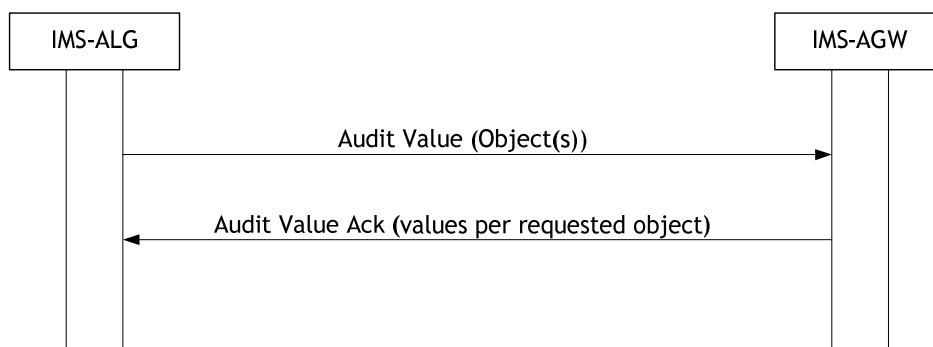 IMS-ALG
IMS-AGW
Audit Value (Object(s))
Audit Value Ack (values per requested object)